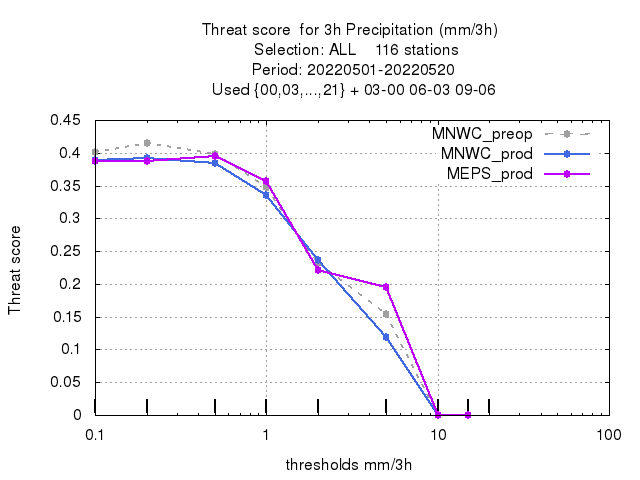 Threat score  for 3h Precipitation (mm/3h)
Selection: ALL    116 stations
Period: 20220501-20220520
Used {00,03,...,21} + 03-00 06-03 09-06
MNWC_preop
MNWC_prod
MEPS_prod
Threat score
0.45
0.4
0.35
0.3
0.25
0.2
0.15
0.1
0.05
0
0.1
1
10
100
thresholds mm/3h